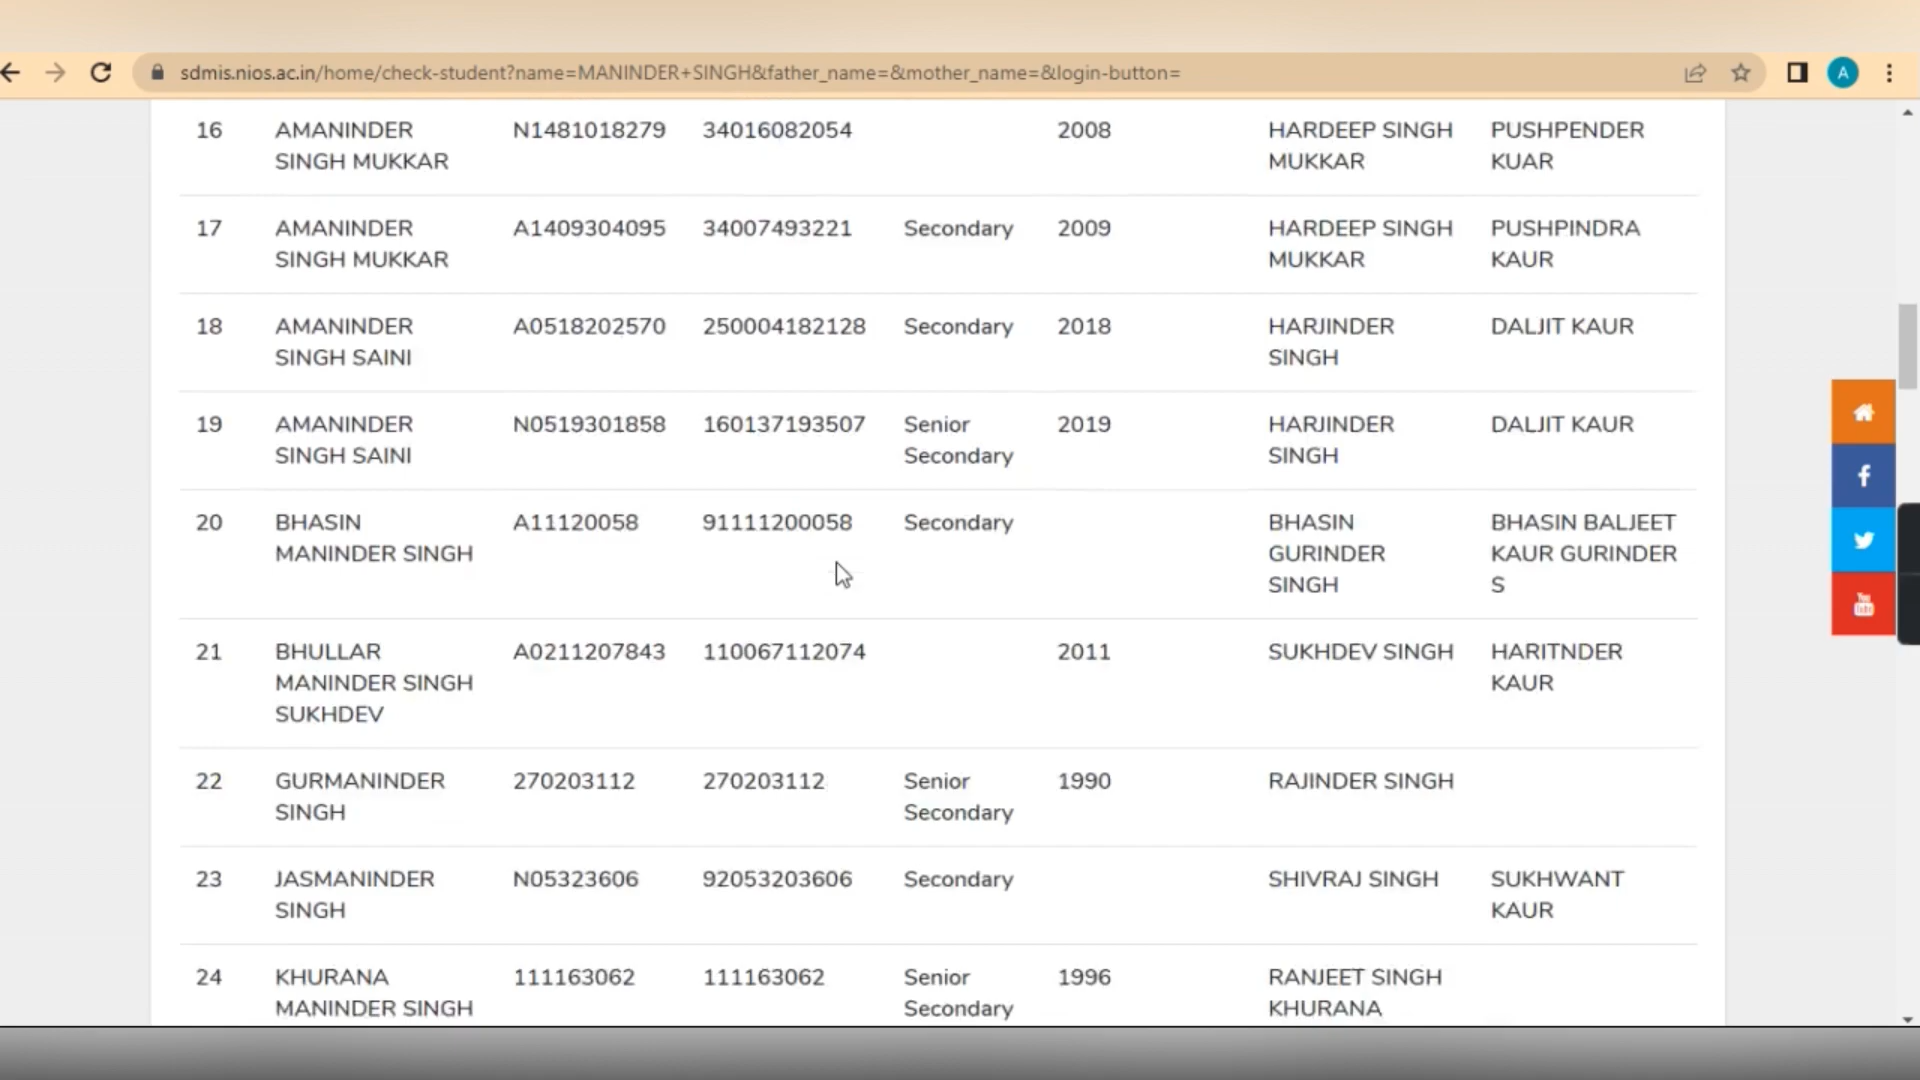 sdmis.nios.ac.in/home/check-student?name=MANINDER+SINGH&father_name=&mother_name=&login-button=
A
16 AMANINDER N1481018279 34016082054 2008 HARDEEP SINGH PUSHPENDER
SINGH MUKKAR MUKKAR KUAR
17 AMANINDER A1409304095 34007493221 Secondary 2009 HARDEEP SINGH PUSHPINDRA
SINGH MUKKAR MUKKAR KAUR
18 AMANINDER A0518202570 250004182128 Secondary 2018 HARJINDER DALJIT KAUR
SINGH SAINI SINGH
19 AMANINDER N0519301858 160137193507 Senior 2019 HARJINDER DALJIT KAUR
SINGH SAINI Secondary SINGH
20 BHASIN A11120058 91111200058 Secondary BHASIN BHASIN BALJEET
MANINDER SINGH GURINDER KAUR GURINDER
SINGH S
21 BHULLAR A0211207843 110067112074 2011 SUKHDEV SINGH HARITNDER
MANINDER SINGH KAUR
SUKHDEV
22 GURMANINDER 270203112 270203112 Senior 1990 RAJINDER SINGH
SINGH Secondary
23 JASMANINDER N05323606 92053203606 Secondary SHIVRAJ SINGH SUKHWANT
SINGH KAUR
24 KHURANA 111163062 111163062 Senior 1996 RANJEET SINGH
MANINDER SINGH Secondary KHURANA